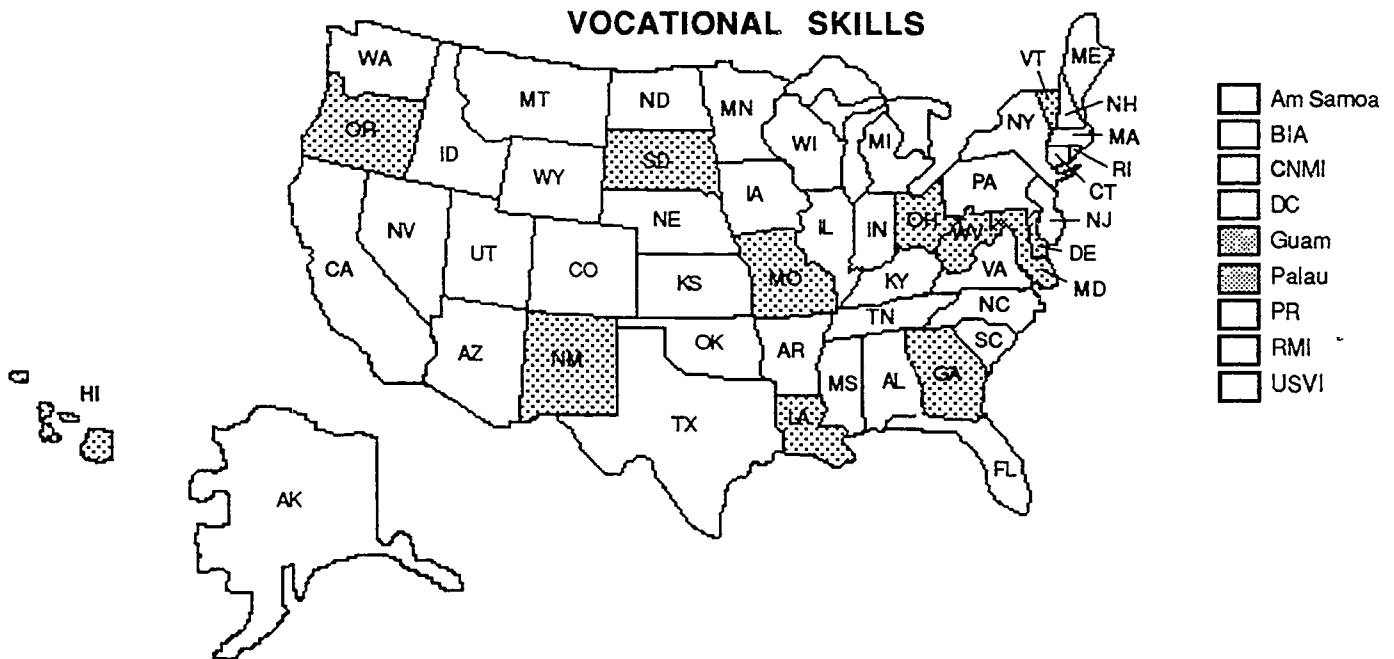 VOCATIONAL SKILLS
WA
OR
CA
ID
NV
MT
WY
UT
AZ
CO
NM
ND
SD
NE
KS
OK
TX
MN
IA
MO
AR
LA
WI
IL
MI
IN
OH
KY
TN
MS
AL
GA
FL
SC
NC
VA
WV
PA
NY
VT
ME
NH
MA
RI
CT
NJ
DE
MD
HI
AK
Am Samoa
BIA
CNMI
DC
Guam
Palau
PR
RMI
USVI